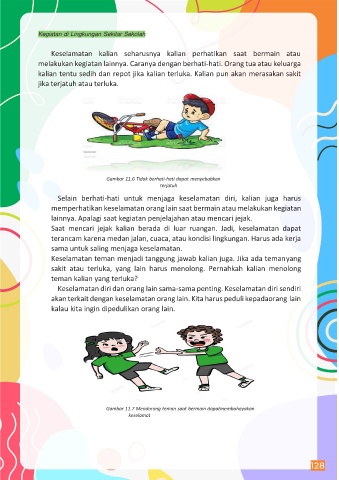 Kegiatan di Lingkungan Sekitar Sekolah
Keselamatan kalian seharusnya kalian perhatikan saat bermain atau
melakukan kegiatan lainnya. Caranya dengan berhati-hati. Orang tua atau keluarga
kalian tentu sedih dan repot jika kalian terluka. Kalian pun akan merasakan sakit
jika terjatuh atau terluka.
Gambar 11.6 Tidak berhati-hati dapat menyebabkan
terjatuh
Selain berhati-hati untuk menjaga keselamatan diri, kalian juga harus
memperhatikan keselamatan orang lain saat bermain atau melakukan kegiatan
lainnya. Apalagi saat kegiatan penjelajahan atau mencari jejak.
Saat mencari jejak kalian berada di luar ruangan. Jadi, keselamatan dapat
terancam karena medan jalan, cuaca, atau kondisi lingkungan. Harus ada kerja
sama untuk saling menjaga keselamatan.
Keselamatan teman menjadi tanggung jawab kalian juga. Jika ada temanyang
sakit atau terluka, yang lain harus menolong. Pernahkah kalian menolong
teman kalian yang terluka?
Keselamatan diri dan orang lain sama-sama penting. Keselamatan diri sendiri
akan terkait dengan keselamatan orang lain. Kita harus peduli kepadaorang lain
kalau kita ingin dipedulikan orang lain.
Gambar 11.7 Mendorong teman saat bermain dapatmembahayakan
keselamat
128